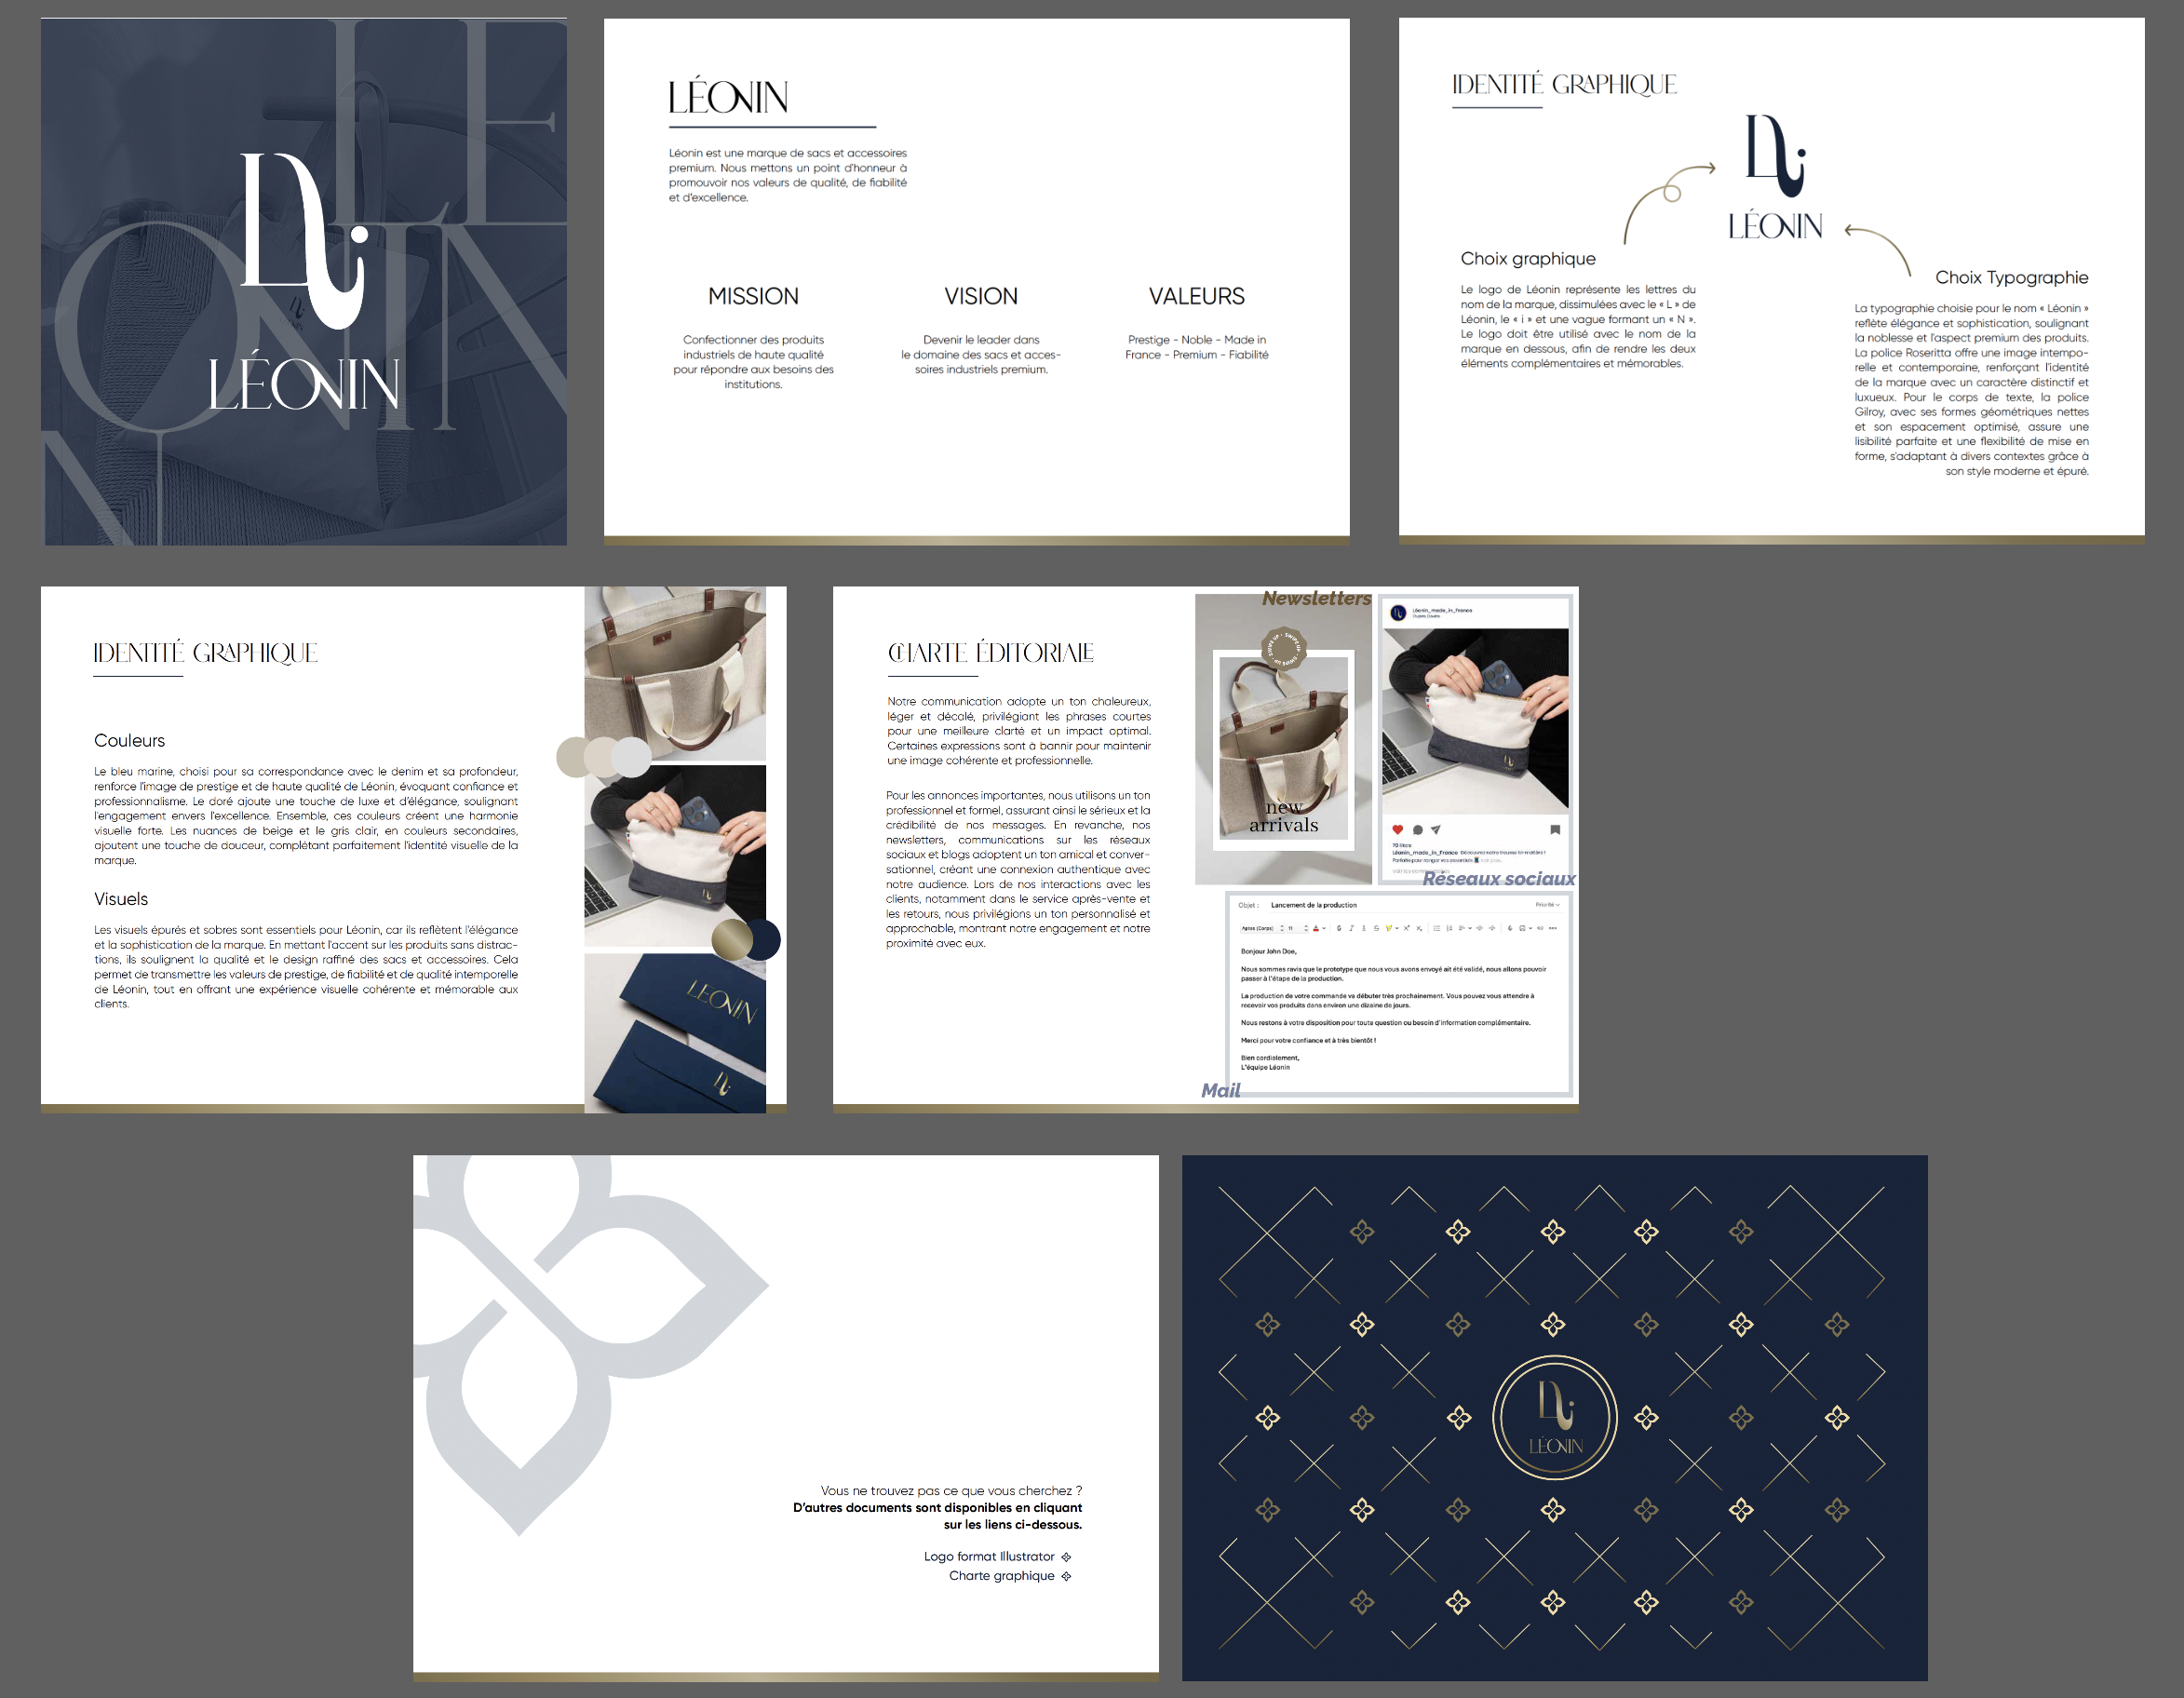 LE
ONIN
N
LÉONIN
LÉONIN
Léonin est une marque de sacs et accessoires
premium. Nous mettons un point d'honneur à
promouvoir nos valeurs de qualité, de fiabilité
et d'excellence.
MISSION
Confectionner des produits
industriels de haute qualité
pour répondre aux besoins des
institutions.
VISION
Devenir le leader dans
le domaine des sacs et acces-
soires industriels premium.
VALEURS
Prestige - Noble - Made in
France - Premium - Fiabilité
IDENTITÉ GRAPHIQUE
LÉONIN
Choix graphique
Le logo de Léonin représente les lettres du
nom de la marque, dissimulées avec le « L » de
Léonin, le « i » et une vague formant un « N ».
Le logo doit être utilisé avec le nom de la
marque en dessous, afin de rendre les deux
éléments complémentaires et mémorables.
Choix Typographie
La typographie choisie pour le nom « Léonin »
reflète élégance et sophistication, soulignant
la noblesse et l'aspect premium des produits.
La police Roseritta offre une image intempo-
relle et contemporaine, renforçant l'identité
de la marque avec un caractère distinctif et
luxueux. Pour le corps de texte, la police
Gilroy, avec ses formes géométriques nettes
et son espacement optimisé, assure une
lisibilité parfaite et une flexibilité de mise en
forme, s'adaptant à divers contextes grâce à
son style moderne et épuré.
IDENTITÉ GRAPHIQUE
Couleurs
Le bleu marine, choisi pour sa correspondance avec le denim et sa profondeur,
renforce l'image de prestige et de haute qualité de Léonin, évoquant confiance et
professionnalisme. Le doré ajoute une touche de luxe et d'élégance, soulignant
l'engagement envers l'excellence. Ensemble, ces couleurs créent une harmonie
visuelle forte. Les nuances de beige et le gris clair, en couleurs secondaires,
ajoutent une touche de douceur, complétant parfaitement l'identité visuelle de la
marque.
Visuels
Les visuels épurés et sobres sont essentiels pour Léonin, car ils reflètent l'élégance
et la sophistication de la marque. En mettant l'accent sur les produits sans distrac-
tions, ils soulignent la qualité et le design raffiné des sacs et accessoires. Cela
permet de transmettre les valeurs de prestige, de fiabilité et de qualité intemporelle
de Léonin, tout en offrant une expérience visuelle cohérente et mémorable aux
clients.
LÉONIN
CHARTE ÉDITORIALE
Notre communication adopte un ton chaleureux,
léger et décalé, privilégiant les phrases courtes
pour une meilleure clarté et un impact optimal.
Certaines expressions sont à bannir pour maintenir
une image cohérente et professionnelle.
Pour les annonces importantes, nous utilisons un ton
professionnel et formel, assurant ainsi le sérieux et la
crédibilité de nos messages. En revanche, nos
newsletters, communications sur les réseaux
sociaux et blogs adoptent un ton amical et conver-
sationnel, créant une connexion authentique avec
notre audience. Lors de nos interactions avec les
clients, notamment dans le service après-vente et
les retours, nous privilégions un ton personnalisé et
approchable, montrant notre engagement et notre
proximité avec eux.
Newsletters
SWIPE UP • SWIPE UP • SWIPE UP •
new
arrivals
Léonin_made_in_France
70 likes
Léonin_made_in_France Découvrez notre trousse bi-matière !
Réseaux sociaux
Objet : Lancement de la production
Priorité
Aptos (Corps) 11
Bonjour John Doe,
Nous sommes ravis que le prototype que nous vous avons envoyé ait été validé, nous allons pouvoir
passer à l'étape de la production.
La production de votre commande va débuter très prochainement. Vous pouvez vous attendre à
recevoir vos produits dans environ une dizaine de jours.
Nous restons à votre disposition pour toute question ou besoin d'information complémentaire.
Merci pour votre confiance et à très bientôt !
Bien cordialement,
L'équipe Léonin
Mail
Vous ne trouvez pas ce que vous cherchez ?
D'autres documents sont disponibles en cliquant
sur les liens ci-dessous.
Logo format Illustrator
Charte graphique
LÉONIN